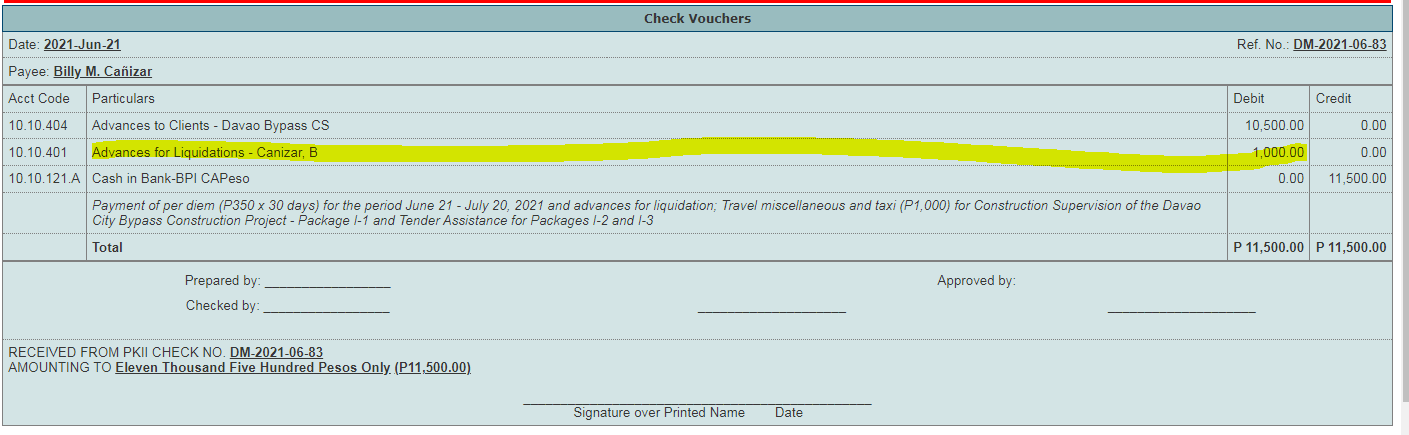 Check Vouchers
Date: 2021-Jun-21 Ref. No.: DM-2021-06-83
Payee: Billy M. Cañizar
Acct Code Particulars Debit Credit
10.10.404 Advances to Clients - Davao Bypass CS 10,500.00 0.00
10.10.401 Advances for Liquidations - Canizar, B 1,000.00 0.00
10.10.121.A Cash in Bank-BPI CAPeso 0.00 11,500.00
Payment of per diem (P350 x 30 days) for the period June 21 - July 20, 2021 and advances for liquidation; Travel miscellaneous and taxi (P1,000) for Construction Supervision of the Davao
City Bypass Construction Project - Package I-1 and Tender Assistance for Packages I-2 and I-3
Total P 11,500.00 P 11,500.00
Prepared by: __________________ Approved by:
Checked by: __________________ _____________________ _____________________
RECEIVED FROM PKII CHECK NO. DM-2021-06-83
AMOUNTING TO Eleven Thousand Five Hundred Pesos Only (P11,500.00)
Signature over Printed Name Date